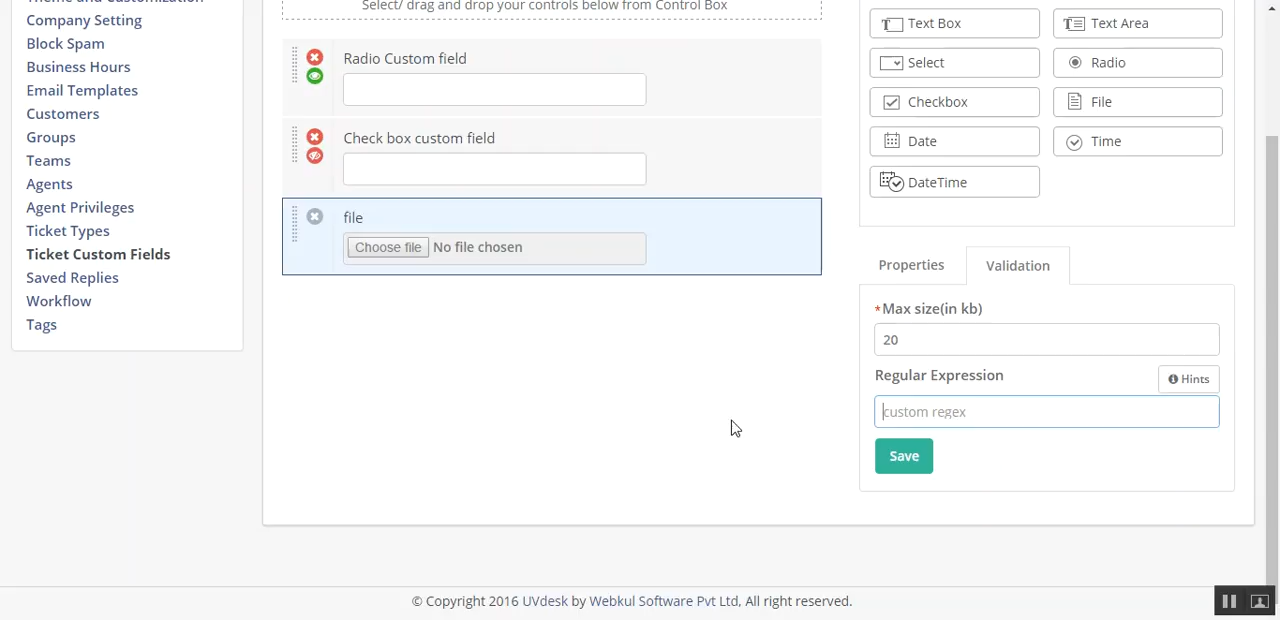 Theme and Customization
Company Setting
Block Spam
Business Hours
Email Templates
Customers
Groups
Teams
Agents
Agent Privileges
Ticket Types
Ticket Custom Fields
Saved Replies
Workflow
Tags
Select/ drag and drop your controls below from Control Box
Radio Custom field
Check box custom field
file
Choose file No file chosen
Text Box
Text Area
Select
Radio
Checkbox
File
Date
Time
DateTime
Properties
Validation
*Max size(in kb)
20
Regular Expression
Hints
custom regex
Save
© Copyright 2016 UVdesk by Webkul Software Pvt Ltd, All right reserved.